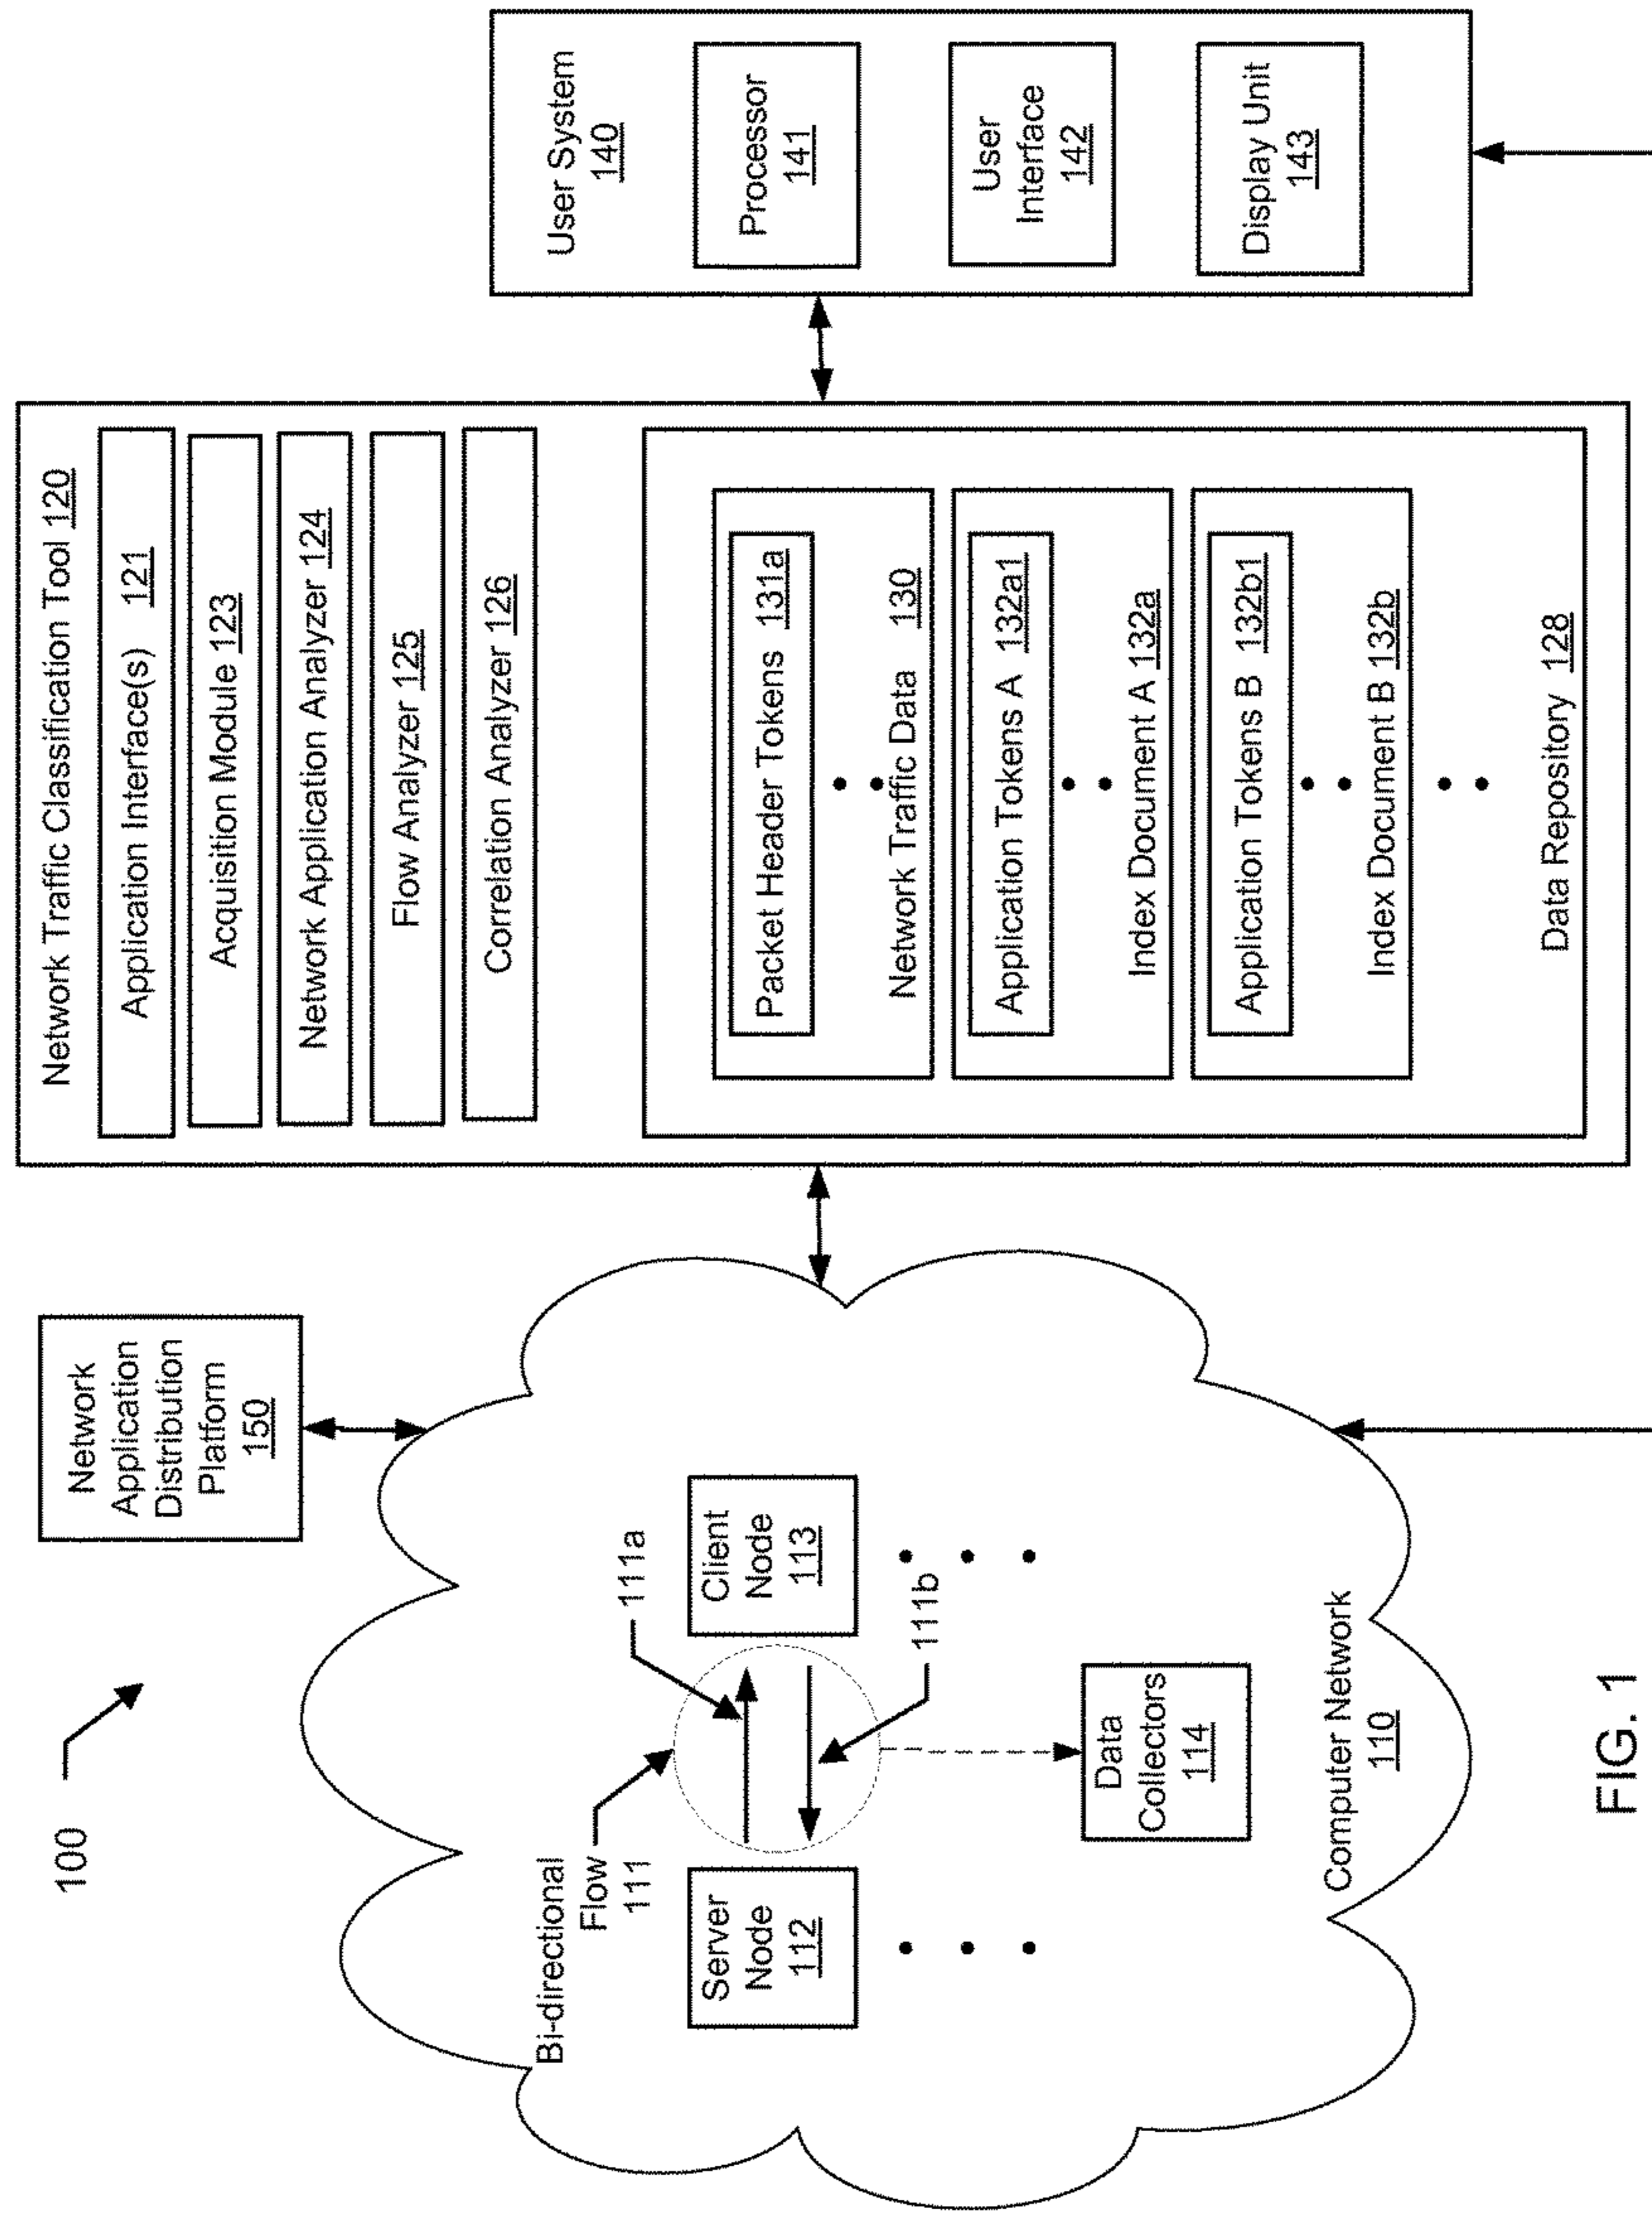 100
Network
Application
Distribution
Platform
150
Bi-directional
Flow
111
111a
Server
Node
112
Client
Node
113
111b
Data
Collectors
114
Computer Network
110
Network Traffic Classification Tool 120
Application Interface(s) 121
Acquisition Module 123
Network Application Analyzer 124
Flow Analyzer 125
Correlation Analyzer 126
Packet Header Tokens 131a
Network Traffic Data 130
Application Tokens A 132a1
Index Document A 132a
Application Tokens B 132b1
Index Document B 132b
Data Repository 128
User System
140
Processor
141
User
Interface
142
Display Unit
143
FIG. 1